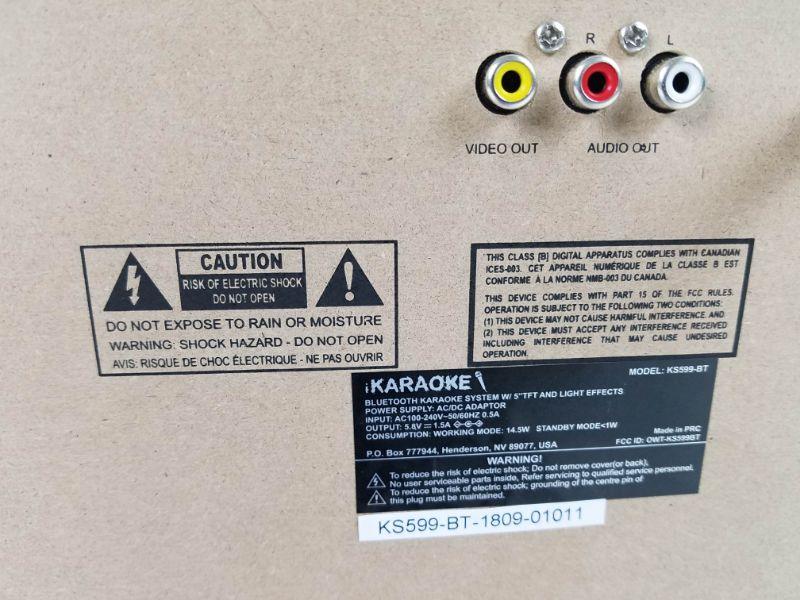 R L
VIDEO OUT AUDIO OUT
CAUTION
RISK OF ELECTRIC SHOCK
DO NOT OPEN
DO NOT EXPOSE TO RAIN OR MOISTURE
WARNING: SHOCK HAZARD - DO NOT OPEN
AVIS: RISQUE DE CHOC ÉLECTRIQUE - NE PAS OUVRIR
THIS CLASS [B] DIGITAL APPARATUS COMPLIES WITH CANADIAN
ICES-003. CET APPAREIL NUMÉRIQUE DE LA CLASSE B EST
CONFORME À LA NORME NMB-003 DU CANADA.
THIS DEVICE COMPLIES WITH PART 15 OF THE FCC RULES.
OPERATION IS SUBJECT TO THE FOLLOWING TWO CONDITIONS:
(1) THIS DEVICE MAY NOT CAUSE HARMFUL INTERFERENCE. AND.
(2) THIS DEVICE MUST ACCEPT ANY INTERFERENCE RECEIVED
INCLUDING INTERFERENCE THAT MAY CAUSE UNDESIRED
OPERATION.
iKARAOKE MODEL: KS599-BT
BLUETOOTH KARAOKE SYSTEM W/ 5"TFT AND LIGHT EFFECTS
POWER SUPPLY: AC/DC ADAPTOR
INPUT: AC100-240V~50/60HZ 0.5A
OUTPUT: 5.8V ⎓ 1.5A
CONSUMPTION: WORKING MODE: 14.5W STANDBY MODE<1W
Made in PRC
P.O. Box 777944, Henderson, NV 89077, USA FCC ID: OWT-KS599BT
WARNING!
To reduce the risk of electric shock; Do not remove cover(or back),
No user serviceable parts inside, Refer servicing to qualified service personnel.
To reduce the risk of electric shock; grounding of the centre pin of
this plug must be maintained.
KS599-BT-1809-01011